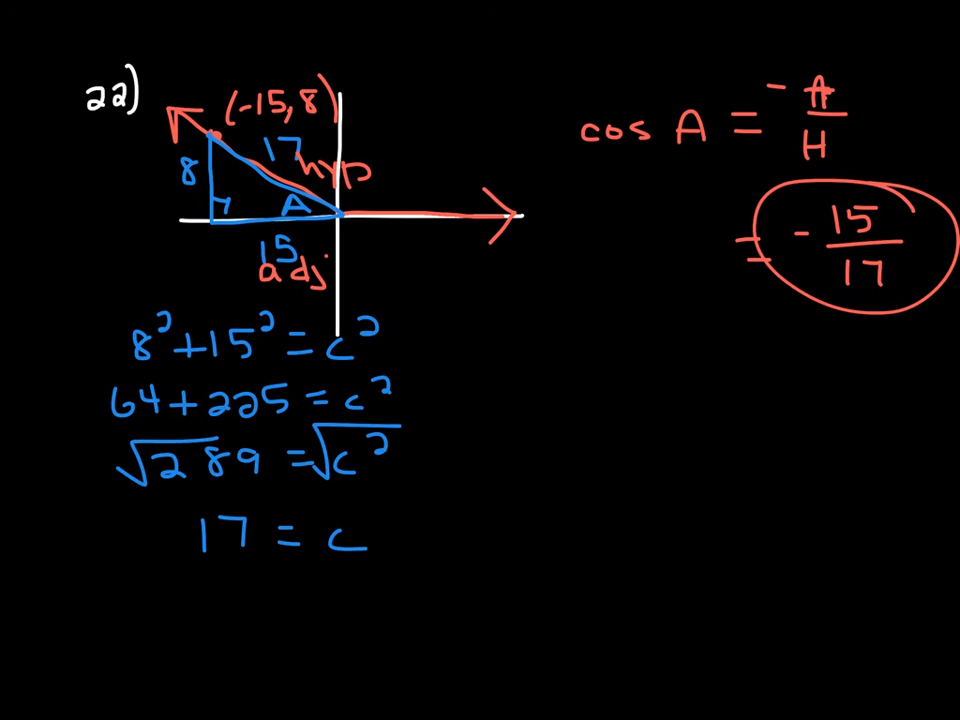 22)
(-15, 8)
17
hyp
8
A
15
adj
8² + 15² = c²
64 + 225 = c²
√289 = √c²
17 = c
cos A = - A/H
= - 15/17